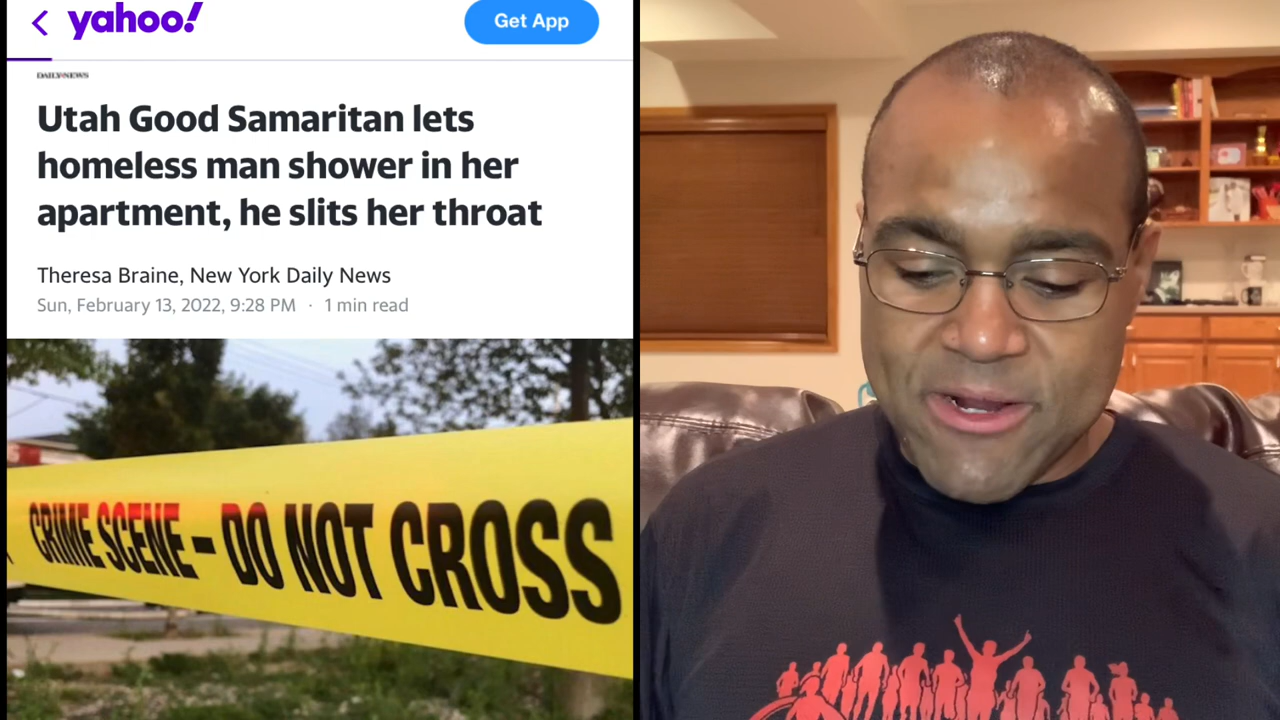 yahoo!
Get App
DAILY NEWS
Utah Good Samaritan lets
homeless man shower in her
apartment, he slits her throat
Theresa Braine, New York Daily News
Sun, February 13, 2022, 9:28 PM · 1 min read
CRIME SCENE - DO NOT CROSS